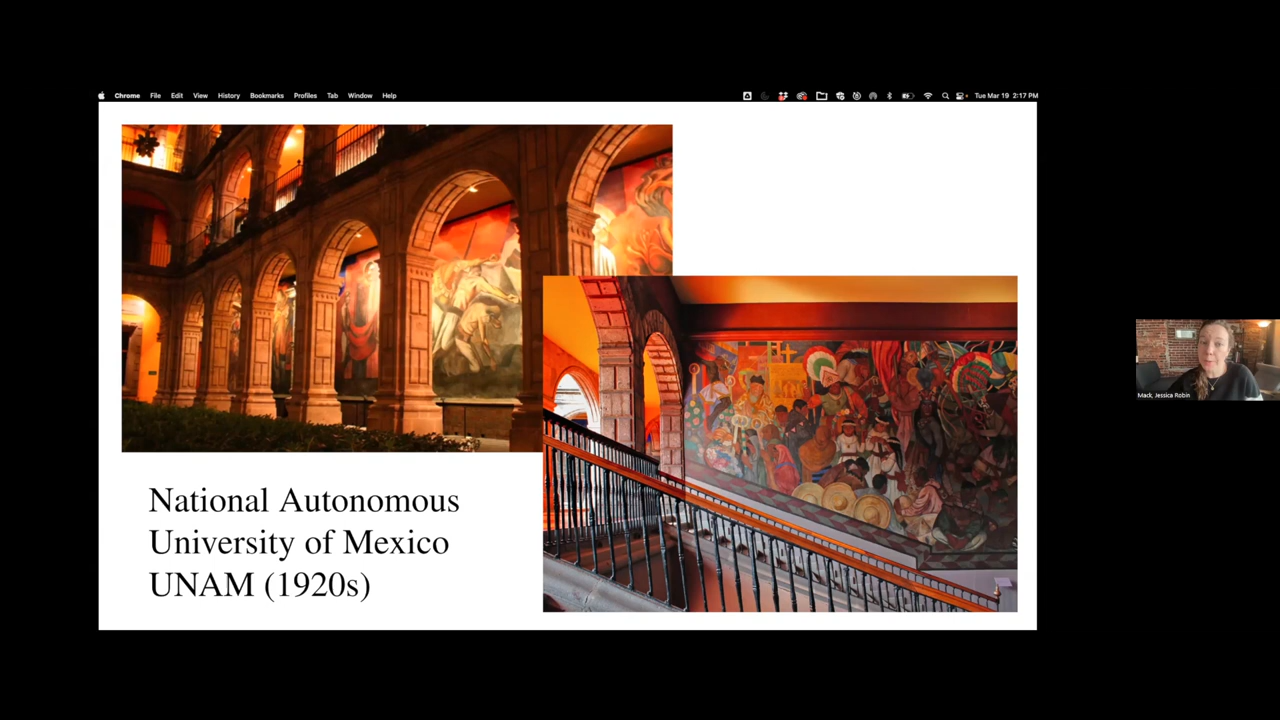 Chrome File Edit View History Bookmarks Profiles Tab Window Help
Tue Mar 19 2:17 PM
National Autonomous
University of Mexico
UNAM (1920s)
Mack, Jessica Robin